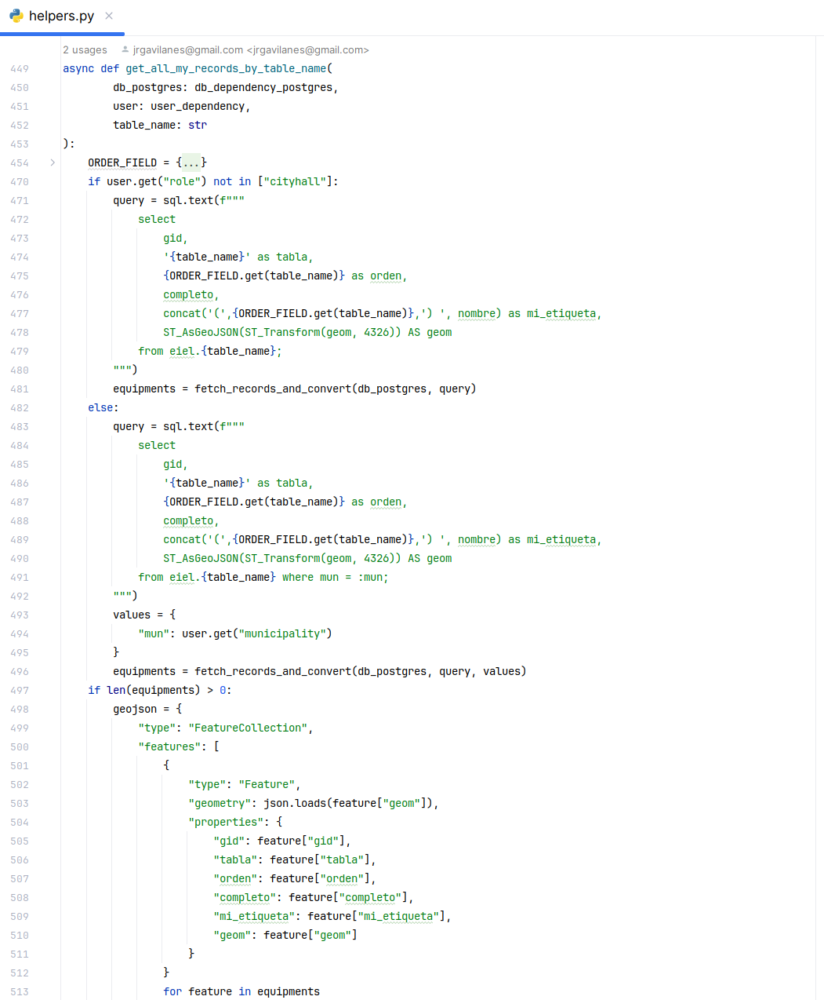 helpers.py
2 usages jrgavilanes@gmail.com <jrgavilanes@gmail.com>
449 async def get_all_my_records_by_table_name(
450         db_postgres: db_dependency_postgres,
451         user: user_dependency,
452         table_name: str
453 ):
454     ORDER_FIELD = {...}
470     if user.get("role") not in ["cityhall"]:
471         query = sql.text(f"""
472             select
473                 gid,
474                 '{table_name}' as tabla,
475                 {ORDER_FIELD.get(table_name)} as orden,
476                 completo,
477                 concat('(',{ORDER_FIELD.get(table_name)},') ', nombre) as mi_etiqueta,
478                 ST_AsGeoJSON(ST_Transform(geom, 4326)) AS geom
479             from eiel.{table_name};
480         """)
481         equipments = fetch_records_and_convert(db_postgres, query)
482     else:
483         query = sql.text(f"""
484             select
485                 gid,
486                 '{table_name}' as tabla,
487                 {ORDER_FIELD.get(table_name)} as orden,
488                 completo,
489                 concat('(',{ORDER_FIELD.get(table_name)},') ', nombre) as mi_etiqueta,
490                 ST_AsGeoJSON(ST_Transform(geom, 4326)) AS geom
491             from eiel.{table_name} where mun = :mun;
492         """)
493         values = {
494             "mun": user.get("municipality")
495         }
496         equipments = fetch_records_and_convert(db_postgres, query, values)
497     if len(equipments) > 0:
498         geojson = {
499             "type": "FeatureCollection",
500             "features": [
501                 {
502                     "type": "Feature",
503                     "geometry": json.loads(feature["geom"]),
504                     "properties": {
505                         "gid": feature["gid"],
506                         "tabla": feature["tabla"],
507                         "orden": feature["orden"],
508                         "completo": feature["completo"],
509                         "mi_etiqueta": feature["mi_etiqueta"],
510                         "geom": feature["geom"]
511                     }
512                 }
513                 for feature in equipments